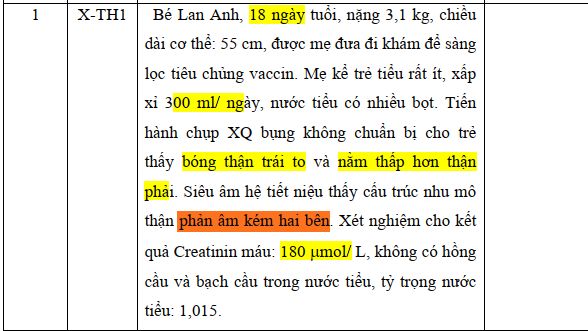 1 X-TH1 Bé Lan Anh, 18 ngày tuổi, nặng 3,1 kg, chiều
dài cơ thể: 55 cm, được mẹ đưa đi khám để sàng
lọc tiêu chủng vaccin. Mẹ kể trẻ tiểu rất ít, xấp
xỉ 300 ml/ ngày, nước tiểu có nhiều bọt. Tiến
hành chụp XQ bụng không chuẩn bị cho trẻ
thấy bóng thận trái to và nằm thấp hơn thận
phải. Siêu âm hệ tiết niệu thấy cấu trúc nhu mô
thận phản âm kém hai bên. Xét nghiệm cho kết
quả Creatinin máu: 180 μmol/ L, không có hồng
cầu và bạch cầu trong nước tiểu, tỷ trọng nước
tiểu: 1,015.